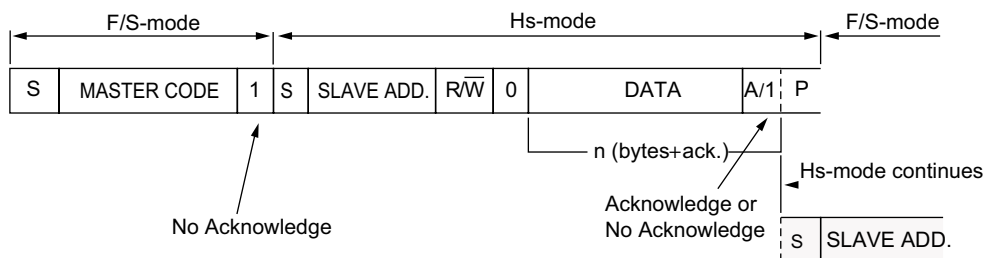 F/S-mode Hs-mode F/S-mode
S MASTER CODE 1 S SLAVE ADD. R/W̅ 0 DATA A/1 P
n (bytes+ack.)
Hs-mode continues
No Acknowledge
Acknowledge or
No Acknowledge
S SLAVE ADD.